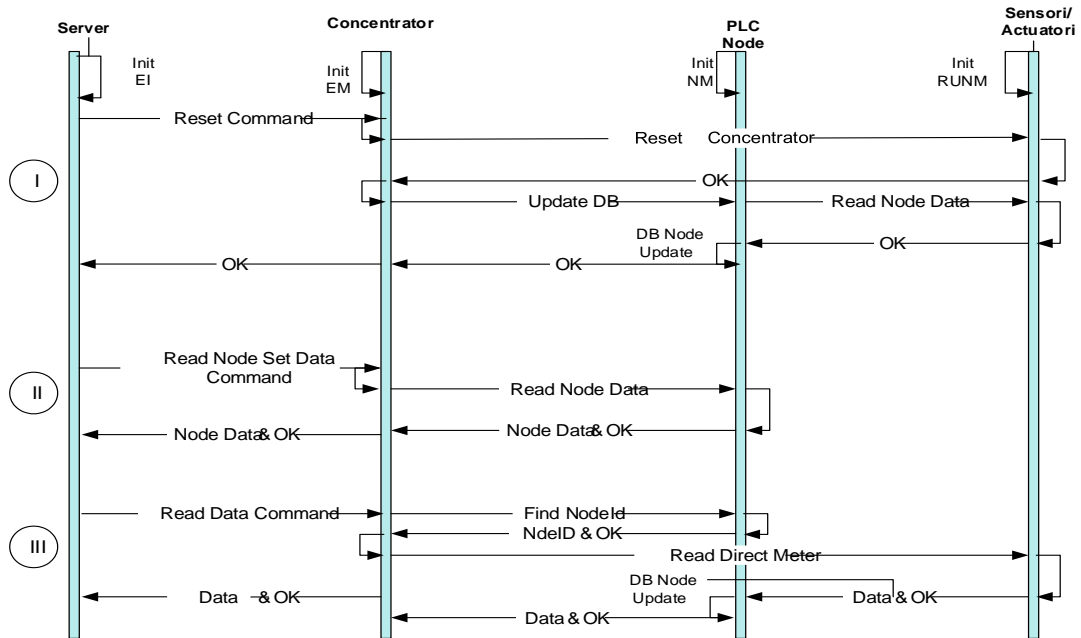 Server
Concentrator
PLC
Node
Sensori/
Actuatori
Init
EI
Init
EM
Init
NM
Init
RUNM
Reset Command
Reset Concentrator
I
OK
Update DB
Read Node Data
DB Node
Update
OK
OK
OK
Read Node Set Data
Command
II
Read Node Data
Node Data& OK
Node Data& OK
Read Data Command
Find NodeId
NdeID & OK
III
Read Direct Meter
DB Node
Update
Data & OK
Data & OK
Data & OK